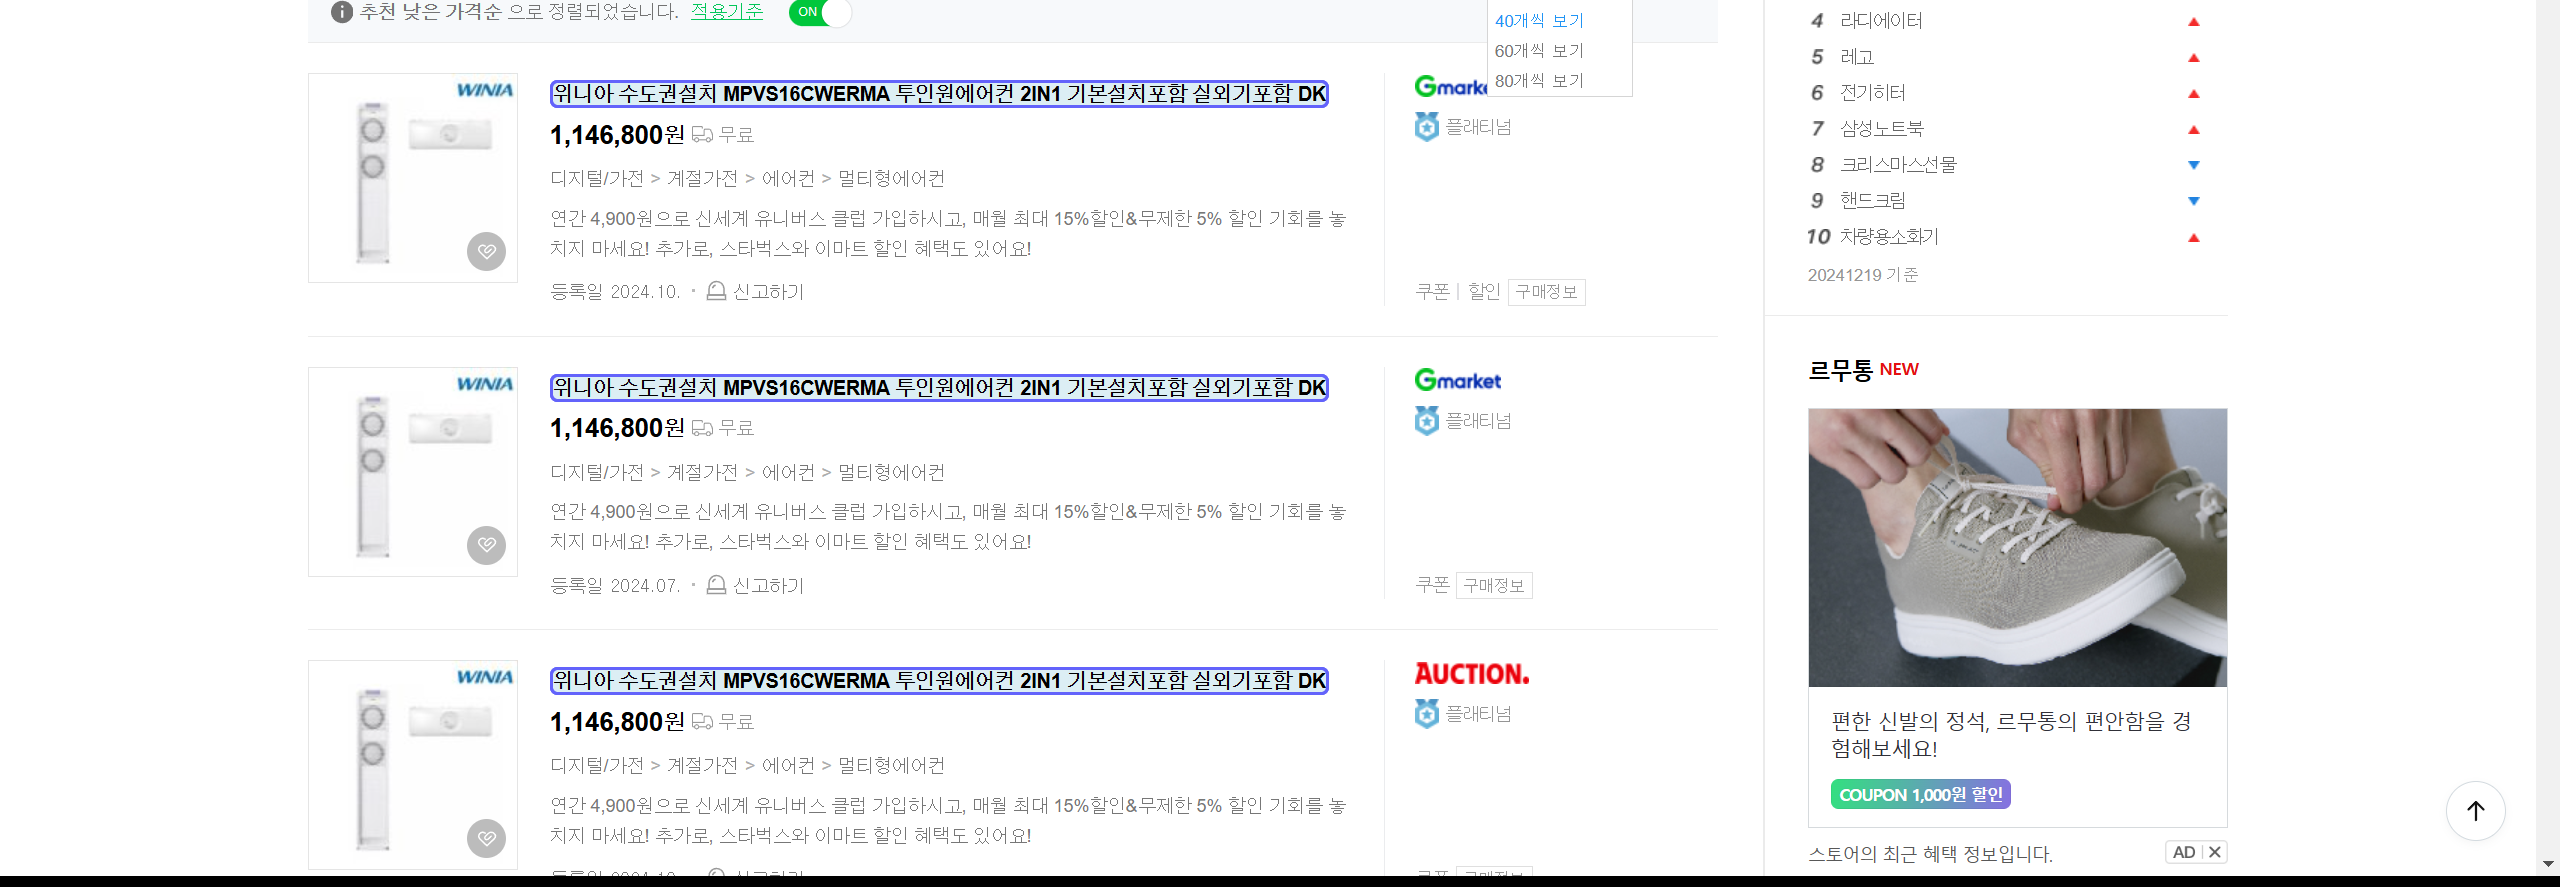 추천 낮은 가격순 으로 정렬되었습니다. 적용기준 ON
40개씩 보기
60개씩 보기
80개씩 보기
WINIA
위니아 수도권설치 MPVS16CWERMA 투인원에어컨 2IN1 기본설치포함 실외기포함 DK
1,146,800원 무료
디지털/가전 > 계절가전 > 에어컨 > 멀티형에어컨
연간 4,900원으로 신세계 유니버스 클럽 가입하시고, 매월 최대 15%할인&무제한 5% 할인 기회를 놓
치지 마세요! 추가로, 스타벅스와 이마트 할인 혜택도 있어요!
등록일 2024.10. · 신고하기
Gmarket
플래티넘
쿠폰 | 할인 구매정보
WINIA
위니아 수도권설치 MPVS16CWERMA 투인원에어컨 2IN1 기본설치포함 실외기포함 DK
1,146,800원 무료
디지털/가전 > 계절가전 > 에어컨 > 멀티형에어컨
연간 4,900원으로 신세계 유니버스 클럽 가입하시고, 매월 최대 15%할인&무제한 5% 할인 기회를 놓
치지 마세요! 추가로, 스타벅스와 이마트 할인 혜택도 있어요!
등록일 2024.07. · 신고하기
Gmarket
플래티넘
쿠폰 구매정보
WINIA
위니아 수도권설치 MPVS16CWERMA 투인원에어컨 2IN1 기본설치포함 실외기포함 DK
1,146,800원 무료
디지털/가전 > 계절가전 > 에어컨 > 멀티형에어컨
연간 4,900원으로 신세계 유니버스 클럽 가입하시고, 매월 최대 15%할인&무제한 5% 할인 기회를 놓
치지 마세요! 추가로, 스타벅스와 이마트 할인 혜택도 있어요!
AUCTION.
플래티넘
4 라디에이터
5 레고
6 전기히터
7 삼성노트북
8 크리스마스선물
9 핸드크림
10 차량용소화기
20241219 기준
르무통 NEW
편한 신발의 정석, 르무통의 편안함을 경
험해보세요!
COUPON 1,000원 할인
스토어의 최근 혜택 정보입니다.
AD